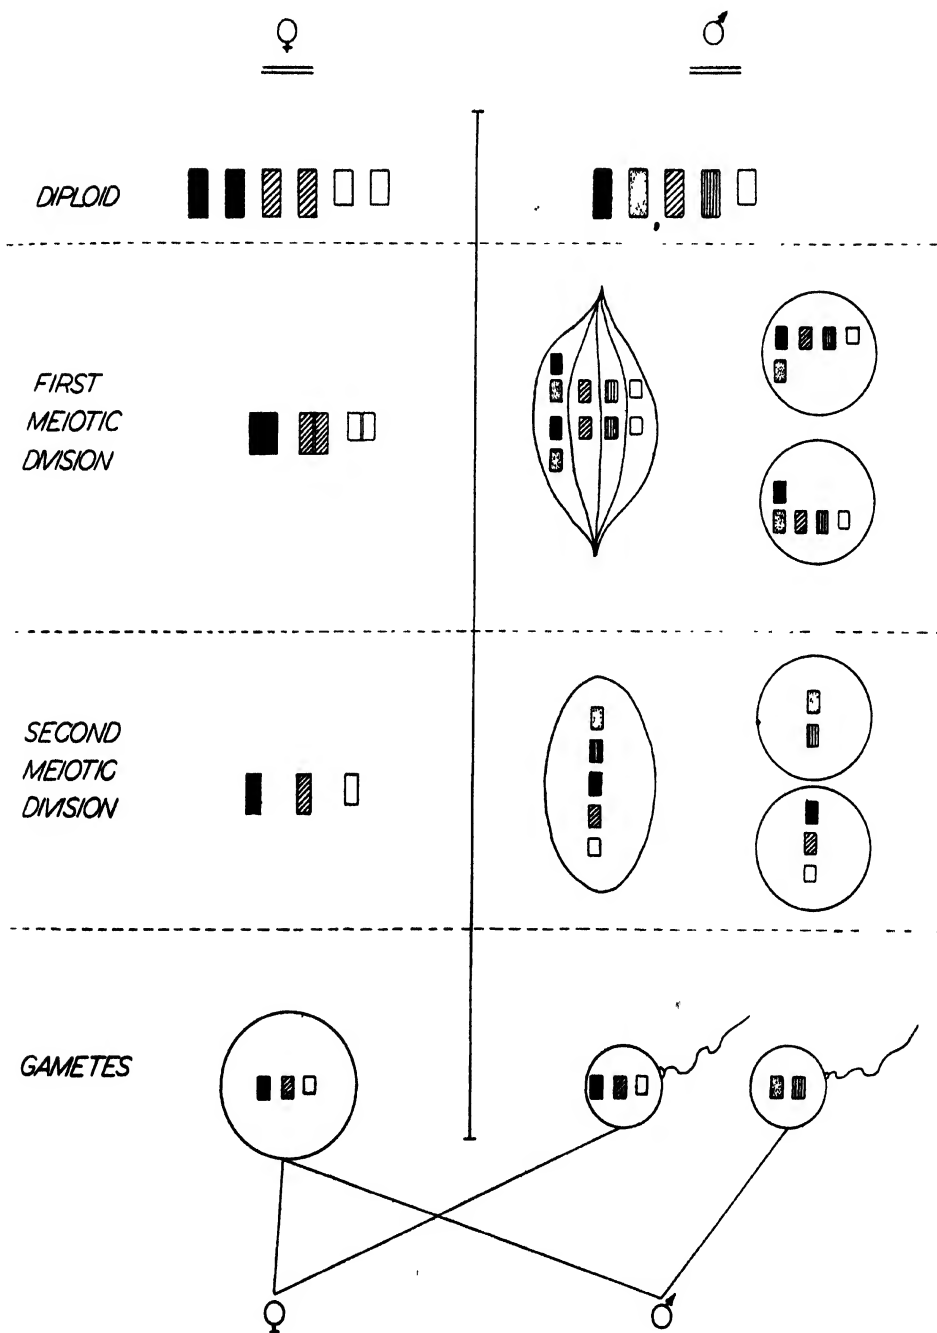 ♀ ♂
DIPLOID
FIRST
MEIOTIC
DIVISION
SECOND
MEIOTIC
DIVISION
GAMETES
♀ ♂